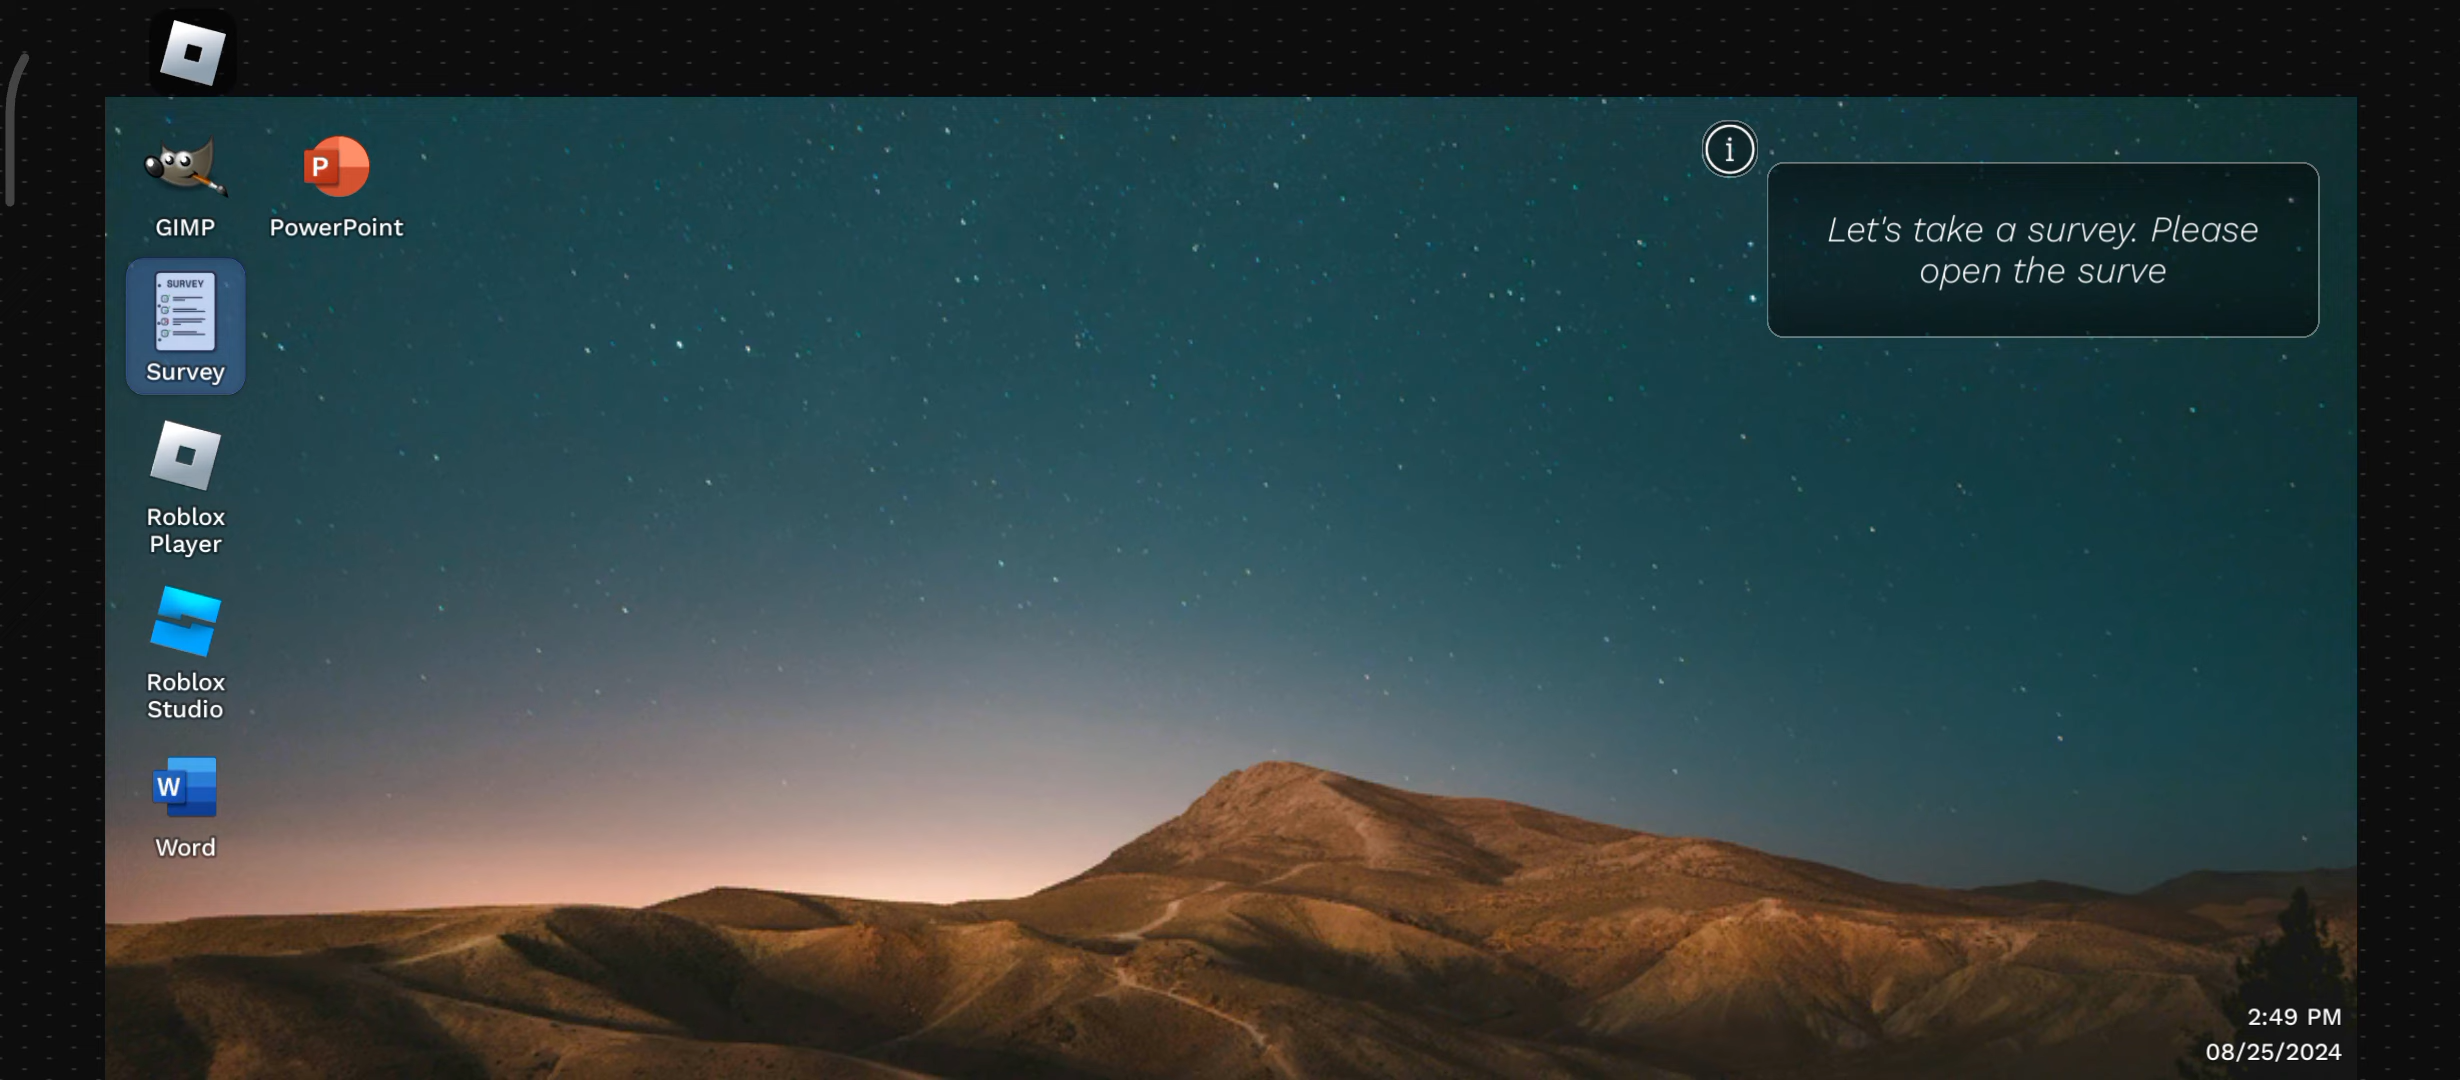 GIMP
PowerPoint
P
SURVEY
Survey
Roblox
Player
Roblox
Studio
W
Word
i
Let's take a survey. Please
open the surve
2:49 PM
08/25/2024